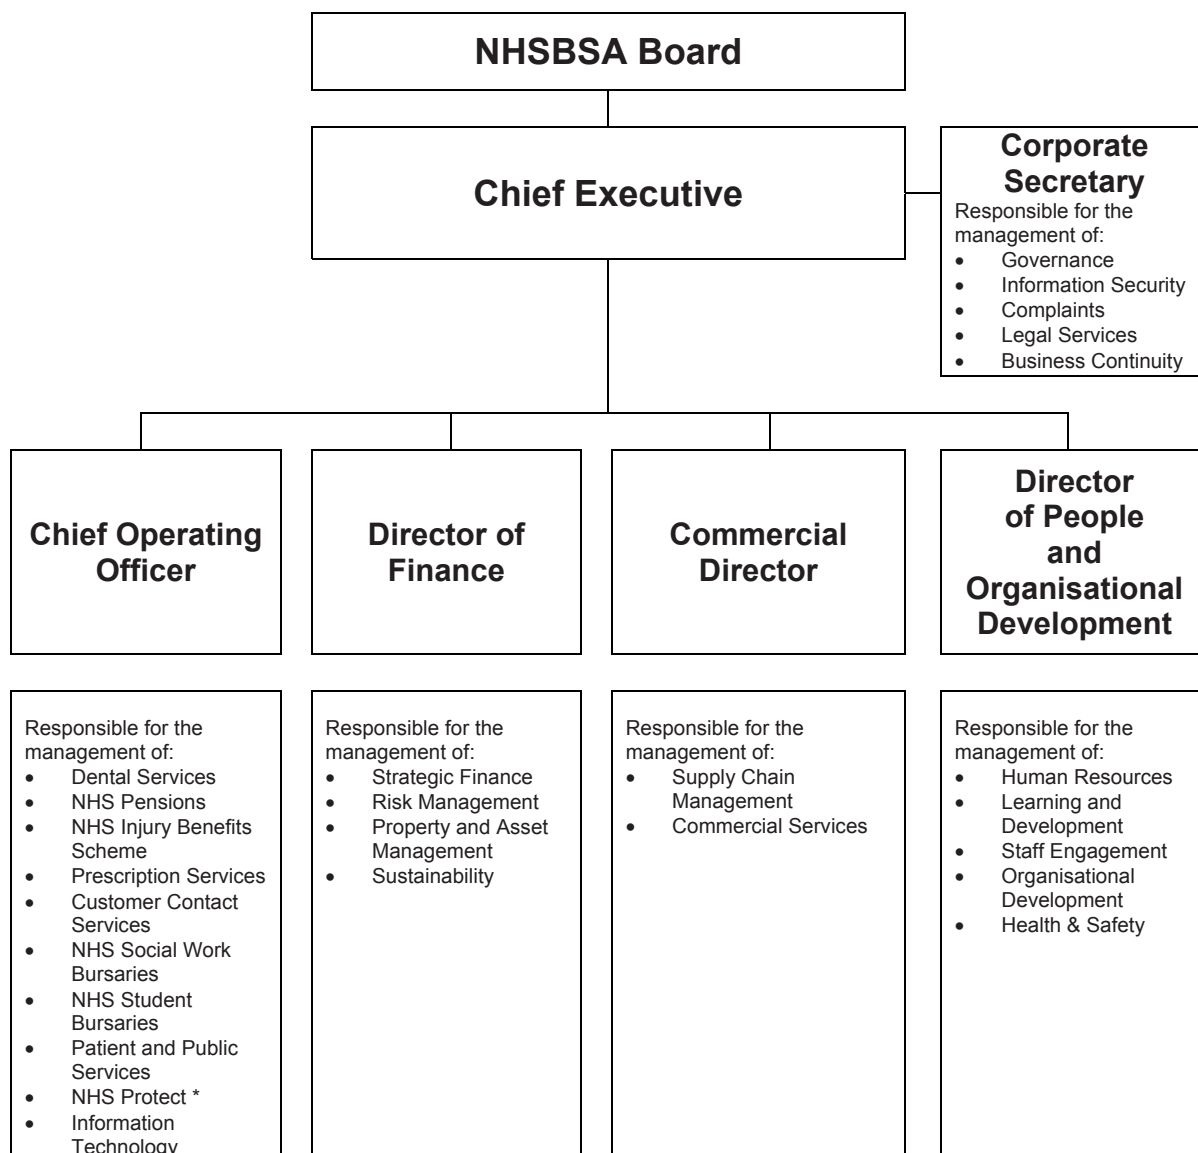 NHSBSA Board
Chief Executive
Corporate
Secretary
Responsible for the
management of:
• Governance
• Information Security
• Complaints
• Legal Services
• Business Continuity
Chief Operating
Officer
Director of
Finance
Commercial
Director
Director
of People
and
Organisational
Development
Responsible for the
management of:
• Dental Services
• NHS Pensions
• NHS Injury Benefits
Scheme
• Prescription Services
• Customer Contact
Services
• NHS Social Work
Bursaries
• NHS Student
Bursaries
• Patient and Public
Services
• NHS Protect *
• Information
Technology
Responsible for the
management of:
• Strategic Finance
• Risk Management
• Property and Asset
Management
• Sustainability
Responsible for the
management of:
• Supply Chain
Management
• Commercial Services
Responsible for the
management of:
• Human Resources
• Learning and
Development
• Staff Engagement
• Organisational
Development
• Health & Safety